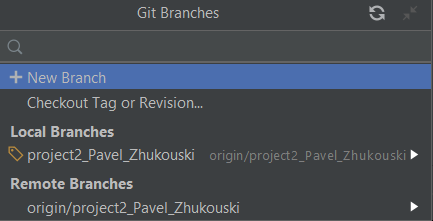 Git Branches
New Branch
Checkout Tag or Revision...
Local Branches
project2_Pavel_Zhukouski origin/project2_Pavel_Zhukouski
Remote Branches
origin/project2_Pavel_Zhukouski